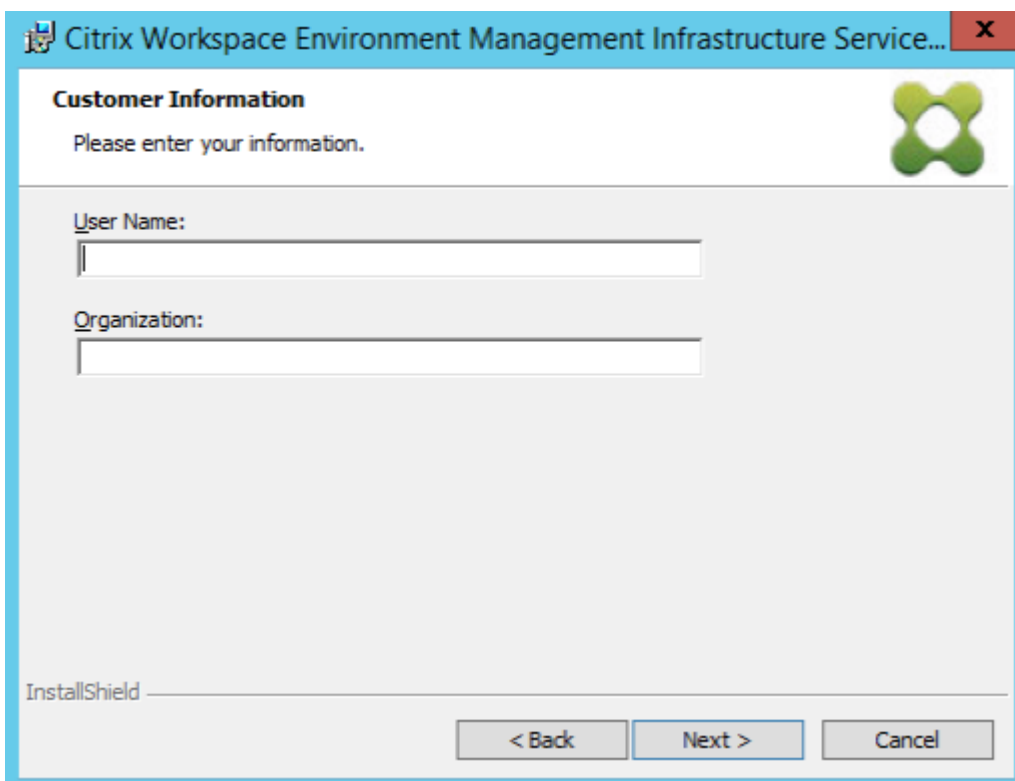 Citrix Workspace Environment Management Infrastructure Service...
x
Customer Information
Please enter your information.
User Name:
Organization:
InstallShield
< Back
Next >
Cancel